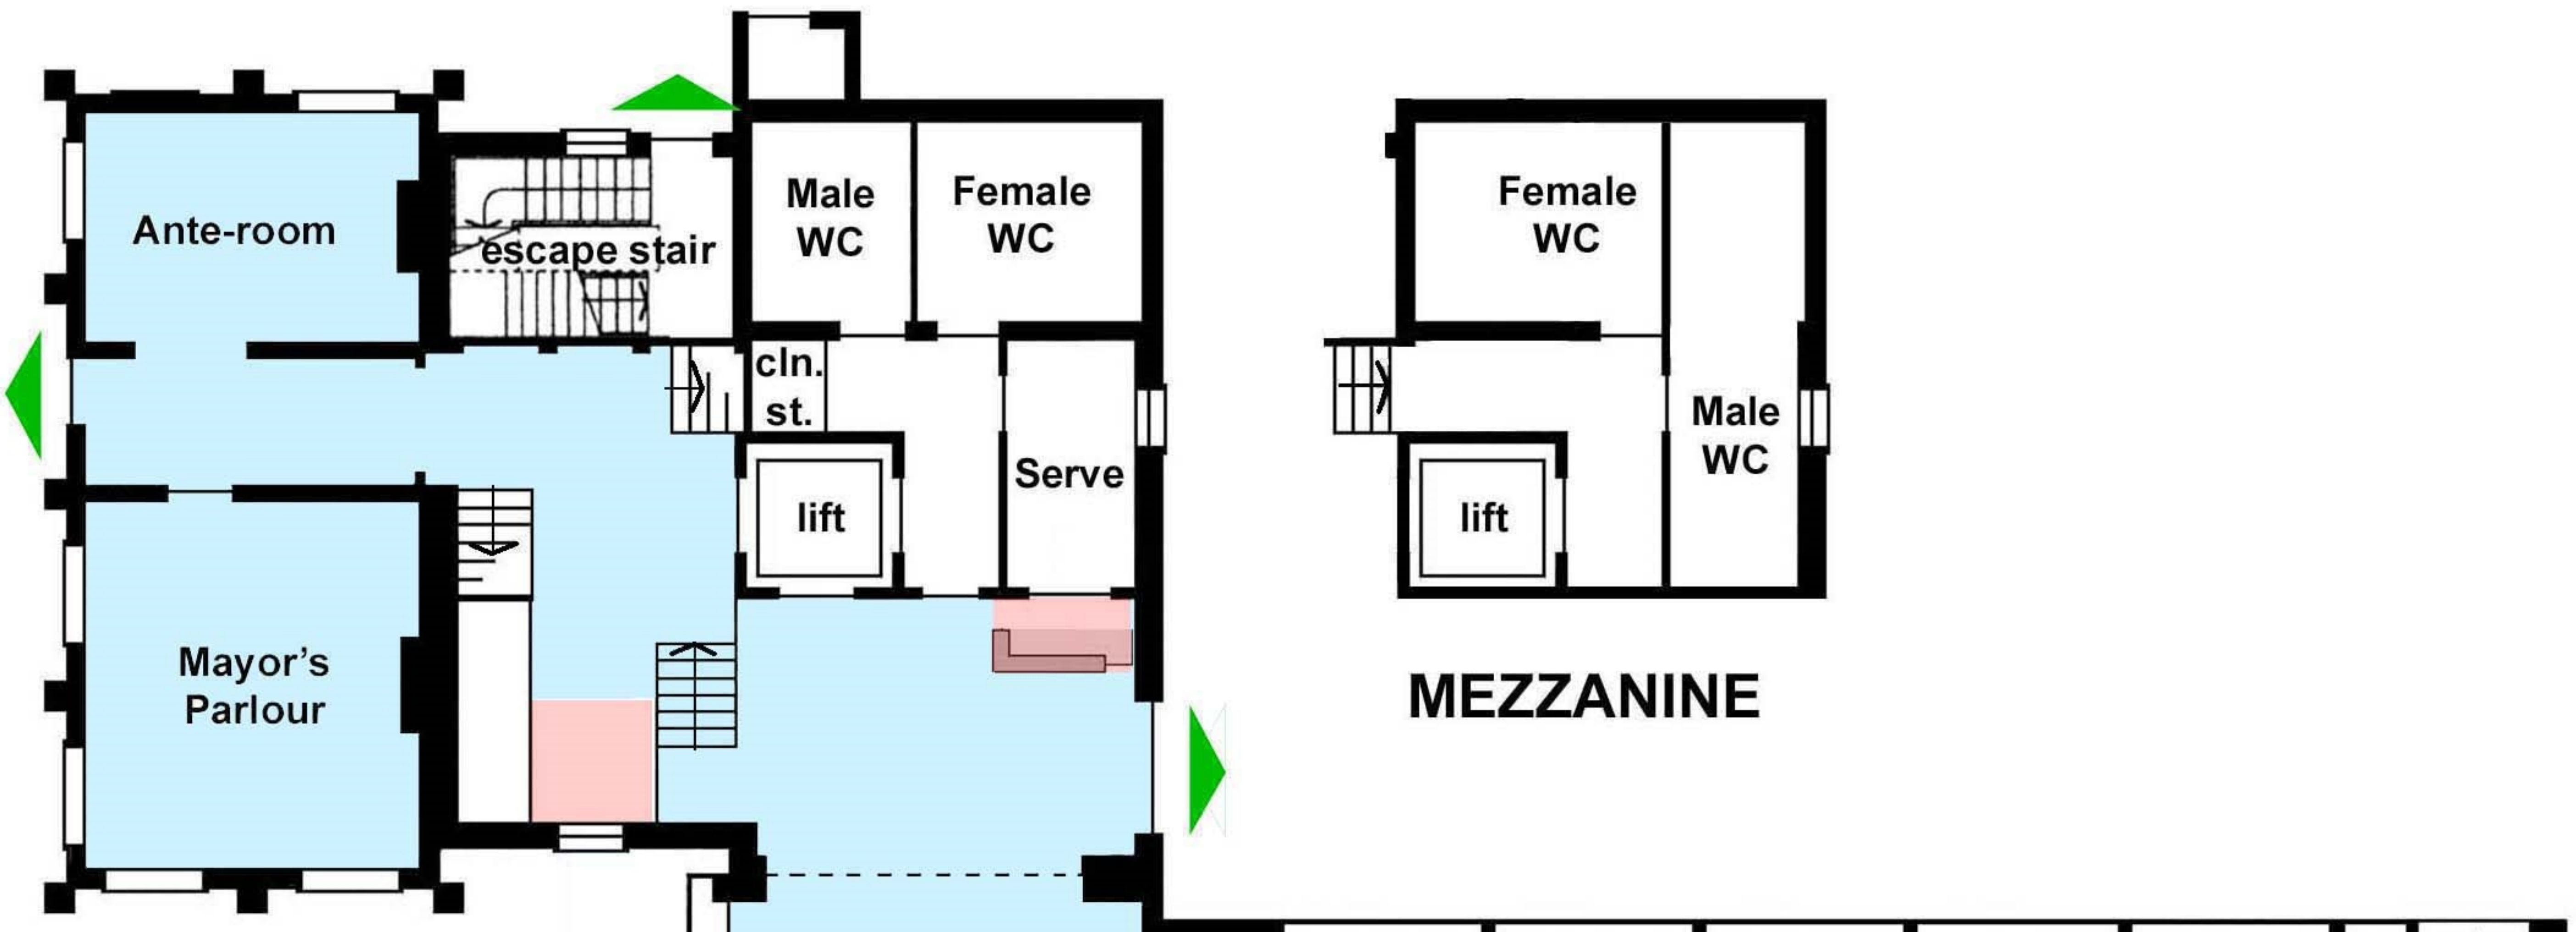 Ante-room
escape stair
Male
WC
Female
WC
cln.
st.
lift
Serve
Mayor’s
Parlour
Female
WC
Male
WC
lift
MEZZANINE